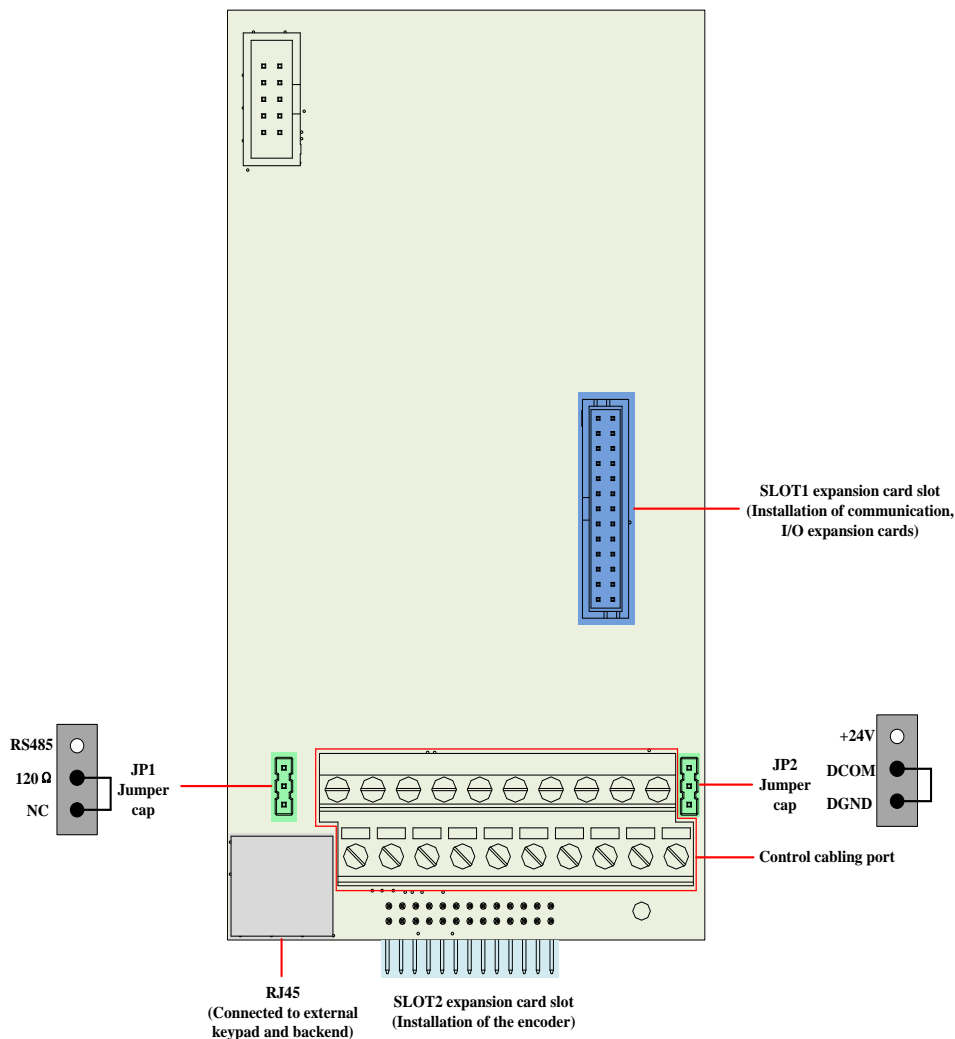 SLOT1 expansion card slot
(Installation of communication,
I/O expansion cards)
RS485
120 Ω
NC
JP1
Jumper
cap
JP2
Jumper
cap
+24V
DCOM
DGND
Control cabling port
RJ45
(Connected to external
keypad and backend)
SLOT2 expansion card slot
(Installation of the encoder)